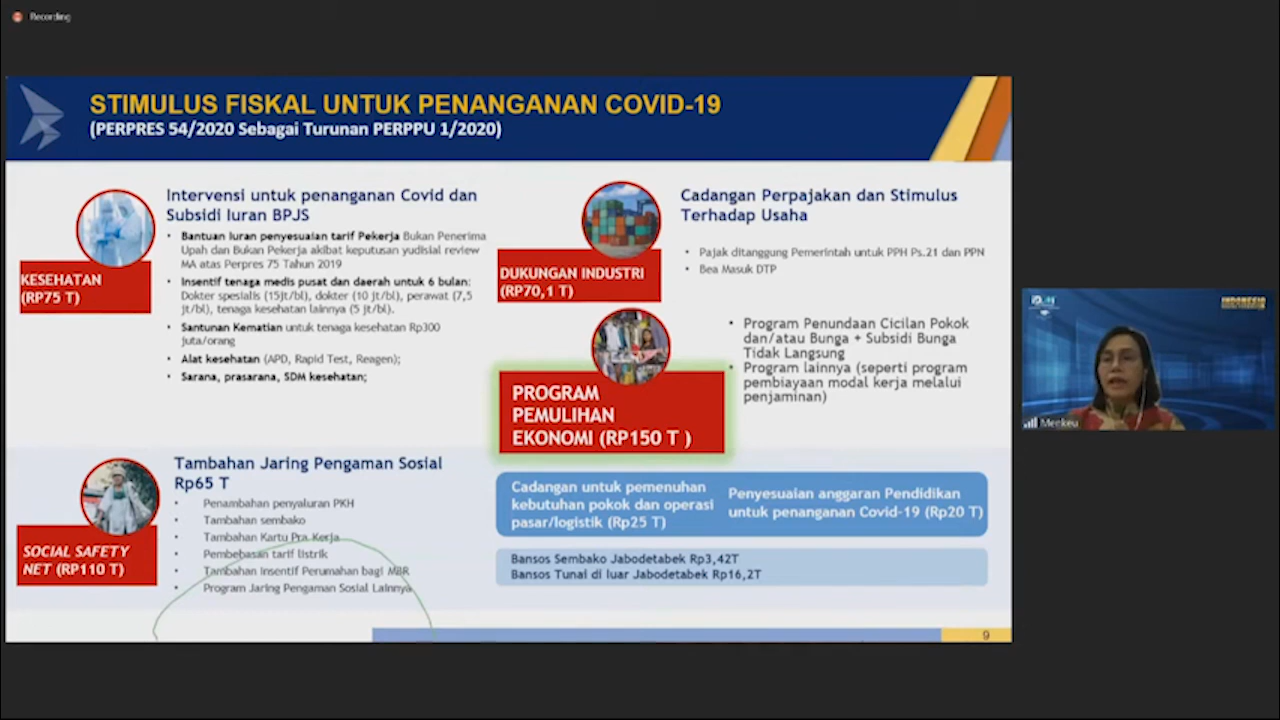 Recording
STIMULUS FISKAL UNTUK PENANGANAN COVID-19
(PERPRES 54/2020 Sebagai Turunan PERPPU 1/2020)
Intervensi untuk penanganan Covid dan
Subsidi Iuran BPJS
• Bantuan Iuran penyesuaian tarif Pekerja Bukan Penerima
Upah dan Bukan Pekerja akibat keputusan yudisial review
MA atas Perpres 75 Tahun 2019
• Insentif tenaga medis pusat dan daerah untuk 6 bulan:
Dokter spesialis (15jt/bl), dokter (10 jt/bl), perawat (7,5
jt/bl), tenaga kesehatan lainnya (5 jt/bl).
• Santunan Kematian untuk tenaga kesehatan Rp300
juta/orang
• Alat kesehatan (APD, Rapid Test, Reagen);
• Sarana, prasarana, SDM kesehatan;
KESEHATAN
(RP75 T)
Cadangan Perpajakan dan Stimulus
Terhadap Usaha
• Pajak ditanggung Pemerintah untuk PPH Ps.21 dan PPN
• Bea Masuk DTP
DUKUNGAN INDUSTRI
(RP70,1 T)
• Program Penundaan Cicilan Pokok
dan/atau Bunga + Subsidi Bunga
Tidak Langsung
• Program lainnya (seperti program
pembiayaan modal kerja melalui
penjaminan)
PROGRAM
PEMULIHAN
EKONOMI (RP150 T )
Tambahan Jaring Pengaman Sosial
Rp65 T
• Penambahan penyaluran PKH
• Tambahan sembako
• Tambahan Kartu Pra Kerja
• Pembebasan tarif listrik
• Tambahan Insentif Perumahan bagi MBR
• Program Jaring Pengaman Sosial Lainnya
SOCIAL SAFETY
NET (RP110 T)
Cadangan untuk pemenuhan
kebutuhan pokok dan operasi
pasar/logistik (Rp25 T)
Penyesuaian anggaran Pendidikan
untuk penanganan Covid-19 (Rp20 T)
Bansos Sembako Jabodetabek Rp3,42T
Bansos Tunai di luar Jabodetabek Rp16,2T
9
INDONESIA
Menkeu